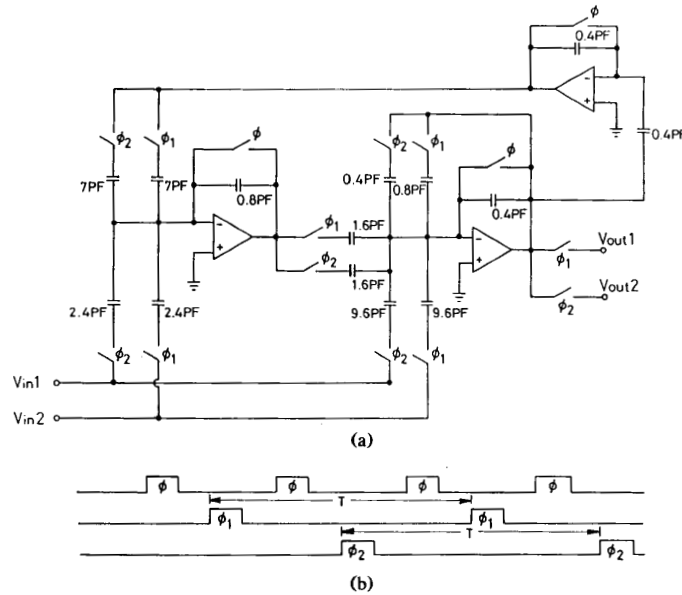 ϕ
0.4PF
−
+
0.4PF
ϕ2
ϕ1
ϕ
ϕ2
ϕ1
7PF
7PF
0.8PF
0.4PF
0.8PF
ϕ
0.4PF
−
+
ϕ1
1.6PF
−
+
Vout1
ϕ1
ϕ2
1.6PF
Vout2
ϕ2
2.4PF
2.4PF
9.6PF
9.6PF
ϕ2
ϕ1
ϕ2
ϕ1
Vin1
Vin2
(a)
ϕ
ϕ
ϕ
ϕ
T
ϕ1
ϕ1
T
ϕ2
ϕ2
(b)